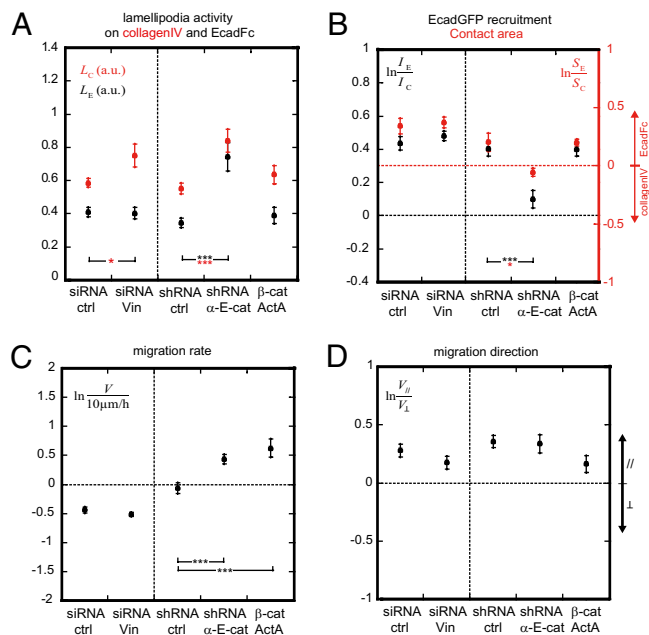 A
lamellipodia activity
on collagenIV and EcadFc
L_C (a.u.)
L_E (a.u.)
1.4
1.2
1
0.8
0.6
0.4
0.2
0
*
***
***
siRNA ctrl
siRNA Vin
shRNA ctrl
shRNA α-E-cat
β-cat ActA
B
EcadGFP recruitment
Contact area
ln I_E/I_C
ln S_E/S_C
1
0.8
0.6
0.4
0.2
0
0.4
1
0.5
0
-0.5
-1
collagenIV EcadFc
***
*
siRNA ctrl
siRNA Vin
shRNA ctrl
shRNA α-E-cat
β-cat ActA
C
migration rate
ln V/10μm/h
2
1.5
1
0.5
0
-0.5
-1
-1.5
-2
***
***
siRNA ctrl
siRNA Vin
shRNA ctrl
shRNA α-E-cat
β-cat ActA
D
migration direction
ln V_///V_⊥
1
0.5
0
-0.5
-1
//
⊥
siRNA ctrl
siRNA Vin
shRNA ctrl
shRNA α-E-cat
β-cat ActA